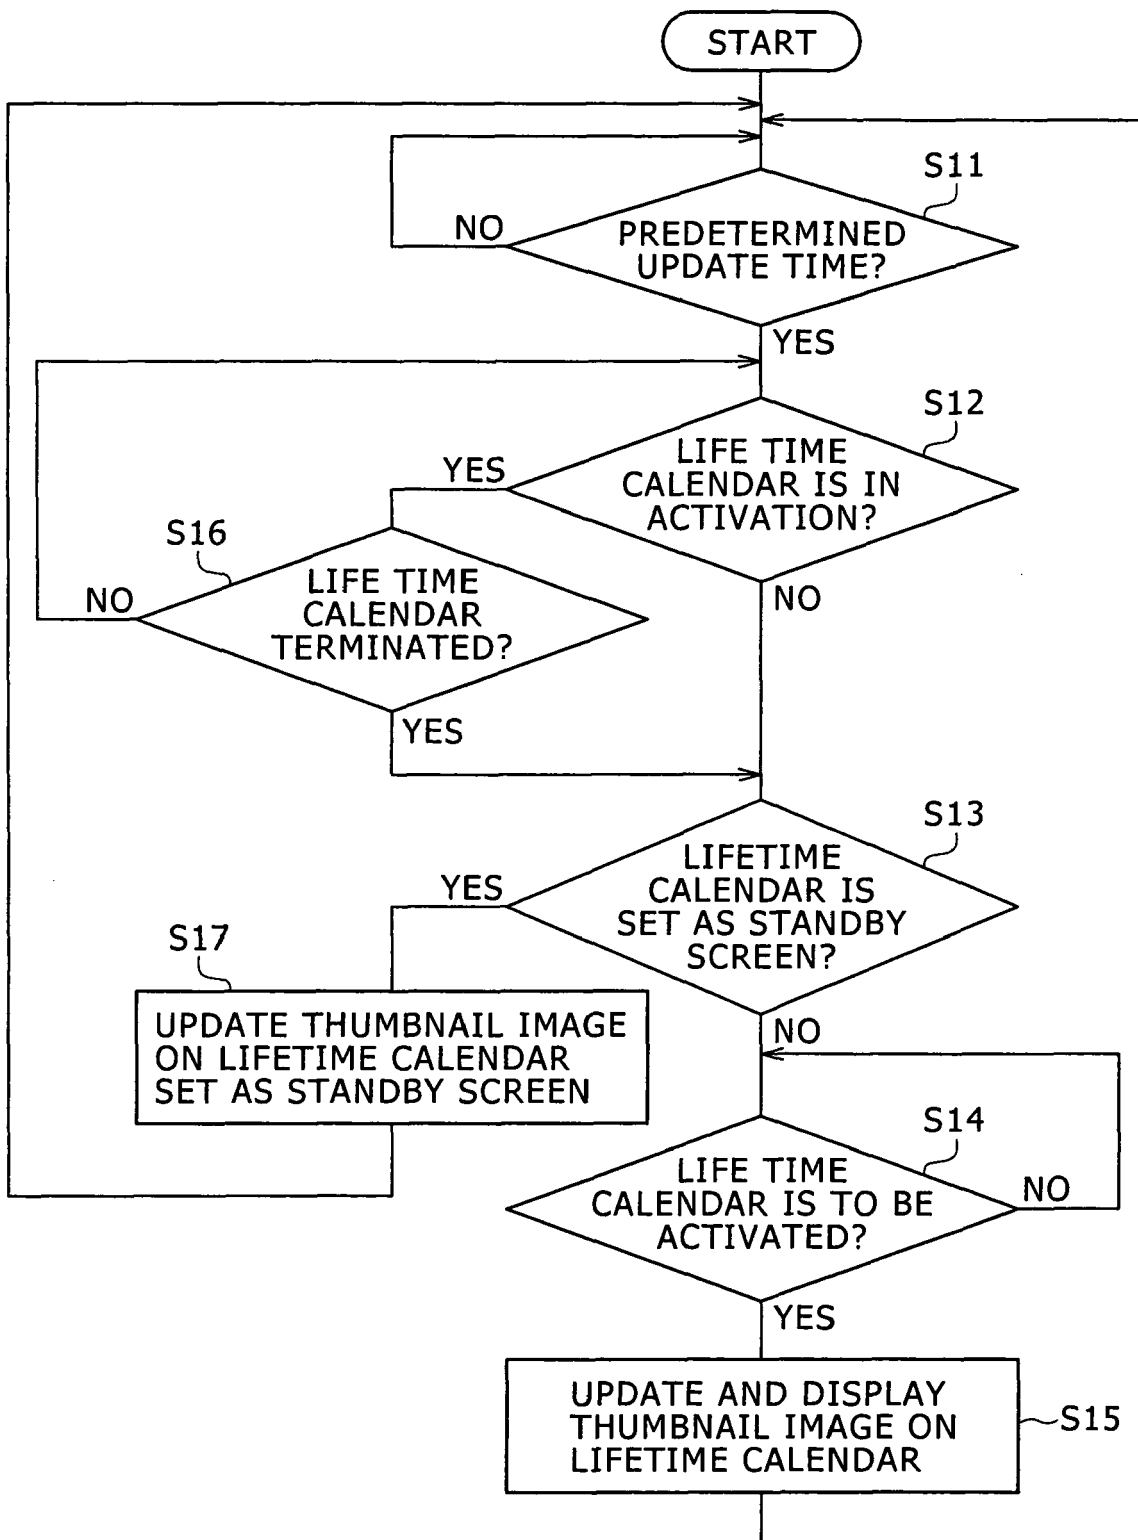 START
S11
NO
PREDETERMINED
UPDATE TIME?
YES
S12
YES
LIFE TIME
CALENDAR IS IN
ACTIVATION?
NO
S16
NO
LIFE TIME
CALENDAR
TERMINATED?
YES
S13
YES
LIFETIME
CALENDAR IS
SET AS STANDBY
SCREEN?
NO
S17
UPDATE THUMBNAIL IMAGE
ON LIFETIME CALENDAR
SET AS STANDBY SCREEN
S14
LIFE TIME
CALENDAR IS TO BE
ACTIVATED?
NO
YES
UPDATE AND DISPLAY
THUMBNAIL IMAGE ON
LIFETIME CALENDAR
S15